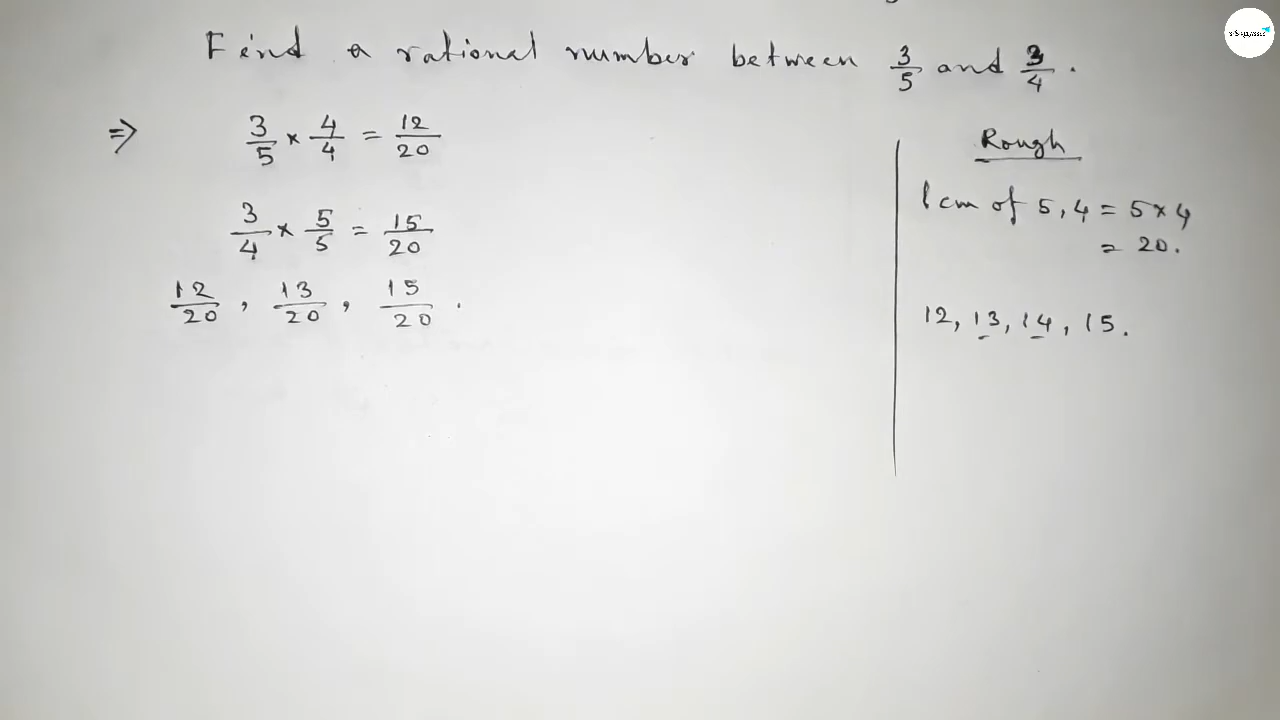 Find a rational number between 3/5 and 3/4 .
⇒ 3/5 × 4/4 = 12/20
3/4 × 5/5 = 15/20
12/20 , 13/20 , 15/20 .
Rough
lcm of 5, 4 = 5 × 4
= 20.
12, 13, 14, 15.